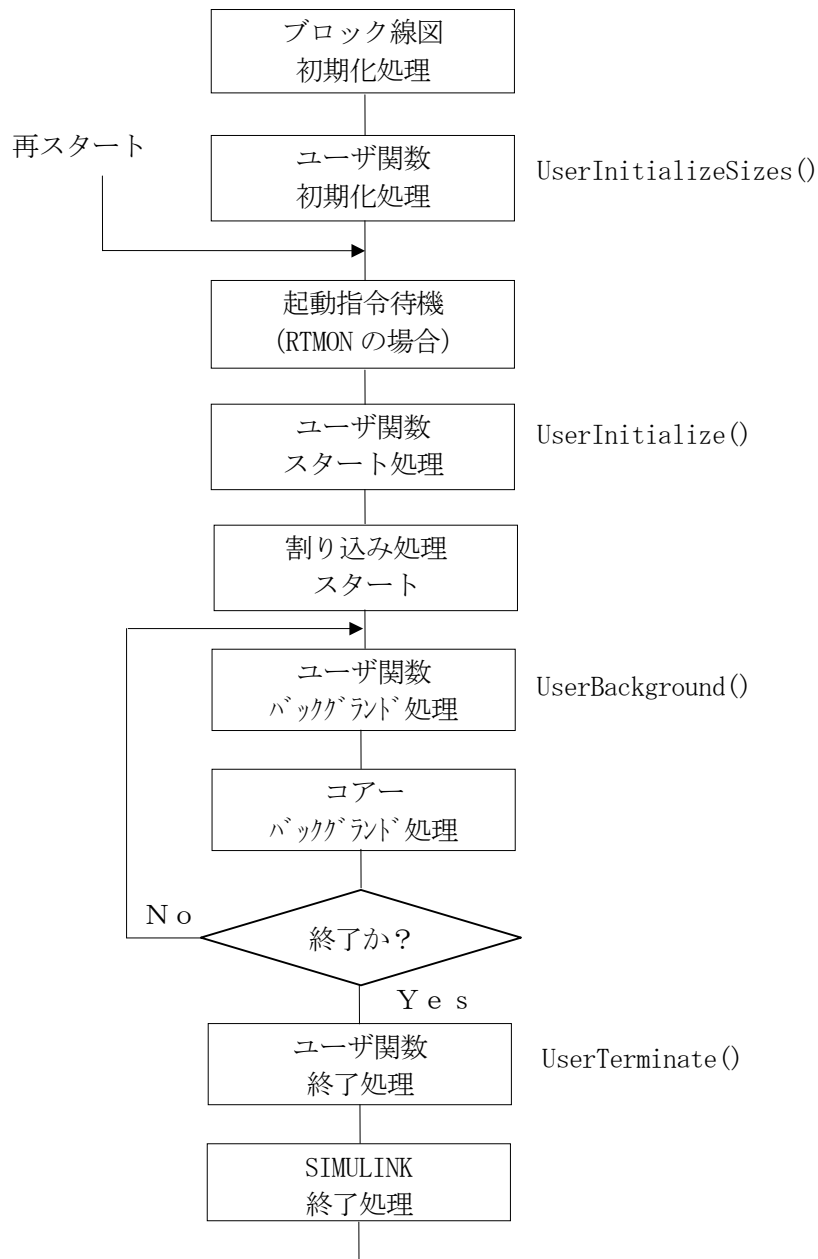 ブロック線図
初期化処理
再スタート
ユーザ関数
初期化処理
UserInitializeSizes()
起動指令待機
(RTMON の場合)
ユーザ関数
スタート処理
UserInitialize()
割り込み処理
スタート
ユーザ関数
バックグランド処理
UserBackground()
コアー
バックグランド処理
No
終了か?
Yes
ユーザ関数
終了処理
UserTerminate()
SIMULINK
終了処理